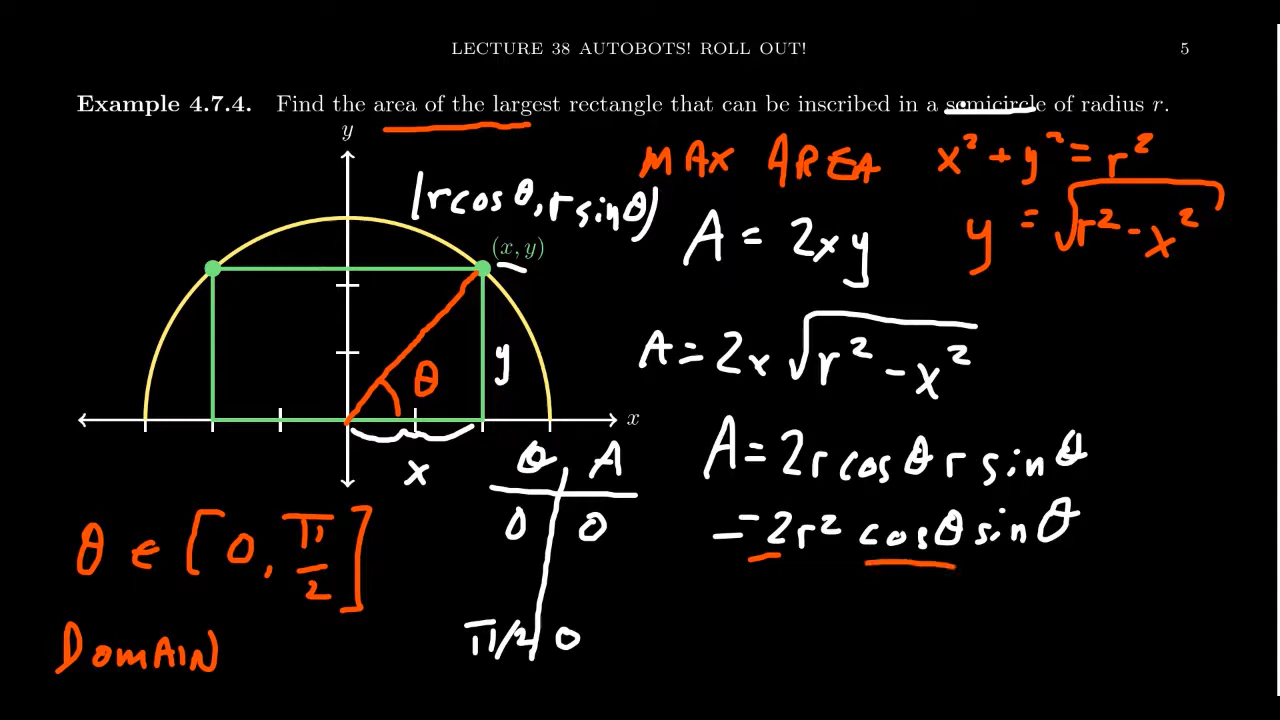 LECTURE 38 AUTOBOTS! ROLL OUT! 5
Example 4.7.4. Find the area of the largest rectangle that can be inscribed in a semicircle of radius r.
y
MAX AREA x² + y² = r²
(r cos θ, r sin θ)
A = 2xy
y = √(r² - x²)
(x, y)
A = 2x √(r² - x²)
y
θ
x
x
A = 2r cos θ r sin θ
= 2r² cos θ sin θ
θ A
0 0
π/2 0
θ ∈ [0, π/2]
DOMAIN